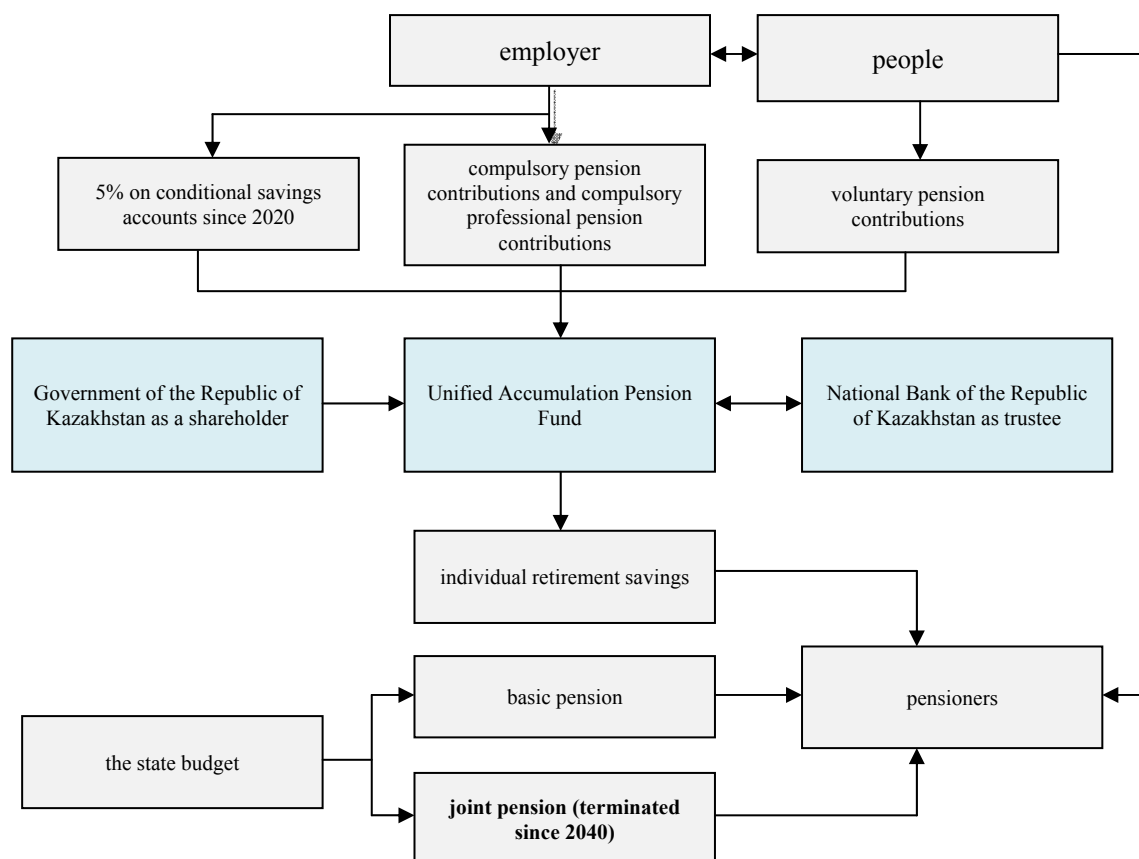 employer
people
5% on conditional savings
accounts since 2020
compulsory pension
contributions and compulsory
professional pension
contributions
voluntary pension
contributions
Government of the Republic of
Kazakhstan as a shareholder
Unified Accumulation Pension
Fund
National Bank of the Republic
of Kazakhstan as trustee
individual retirement savings
basic pension
pensioners
the state budget
joint pension (terminated
since 2040)